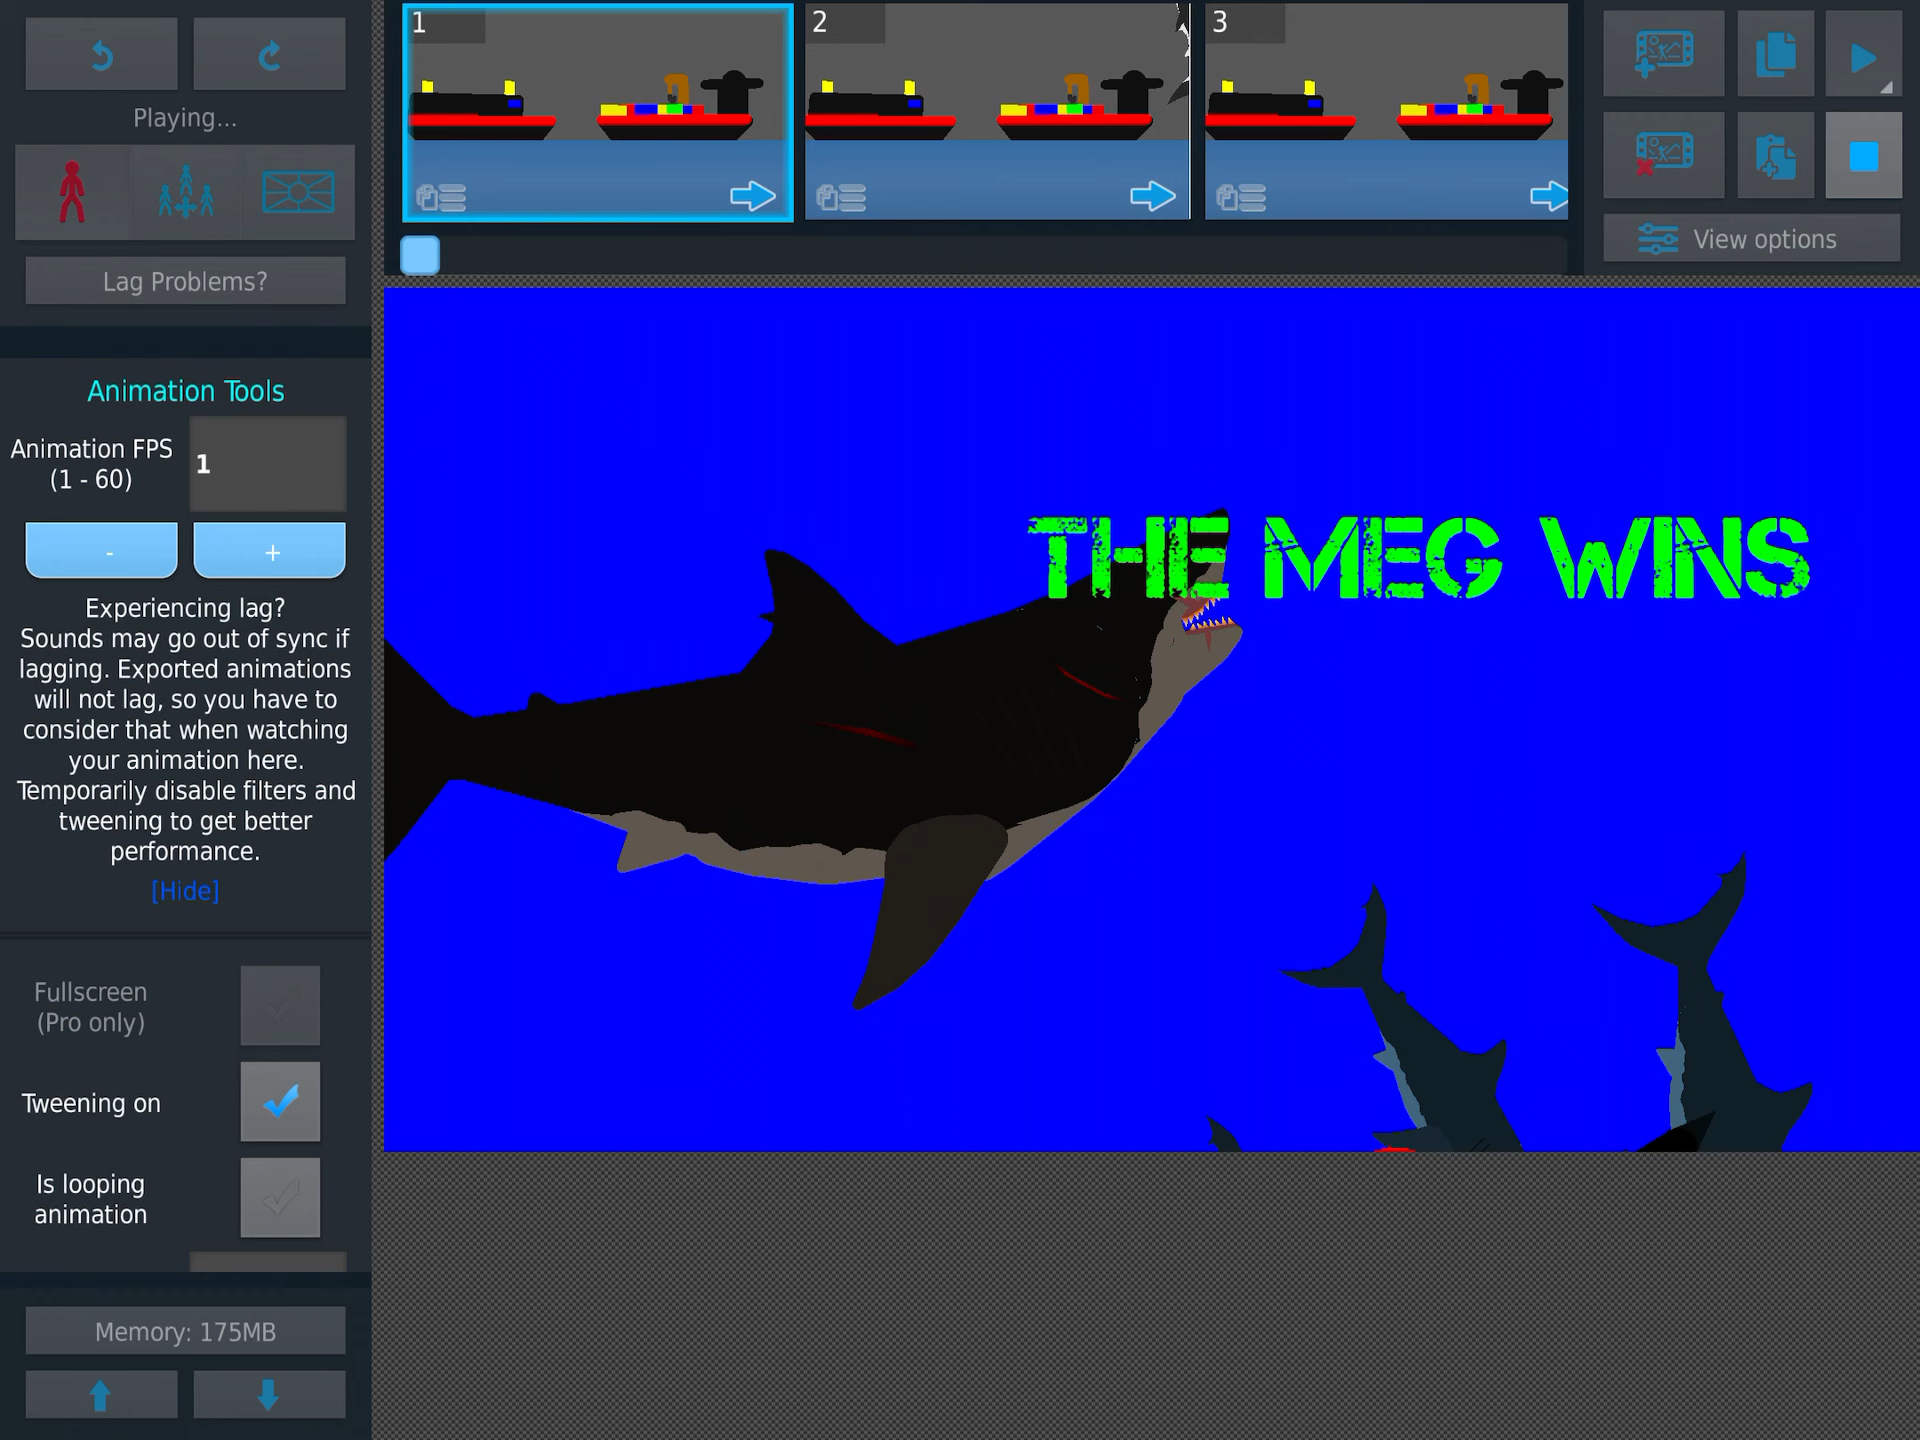 1
2
3
Playing...
View options
Lag Problems?
Animation Tools
Animation FPS
(1 - 60)
1
-
+
Experiencing lag?
Sounds may go out of sync if
lagging. Exported animations
will not lag, so you have to
consider that when watching
your animation here.
Temporarily disable filters and
tweening to get better
performance.
[Hide]
THE MEG WINS
Fullscreen
(Pro only)
Tweening on
Is looping
animation
Memory: 175MB